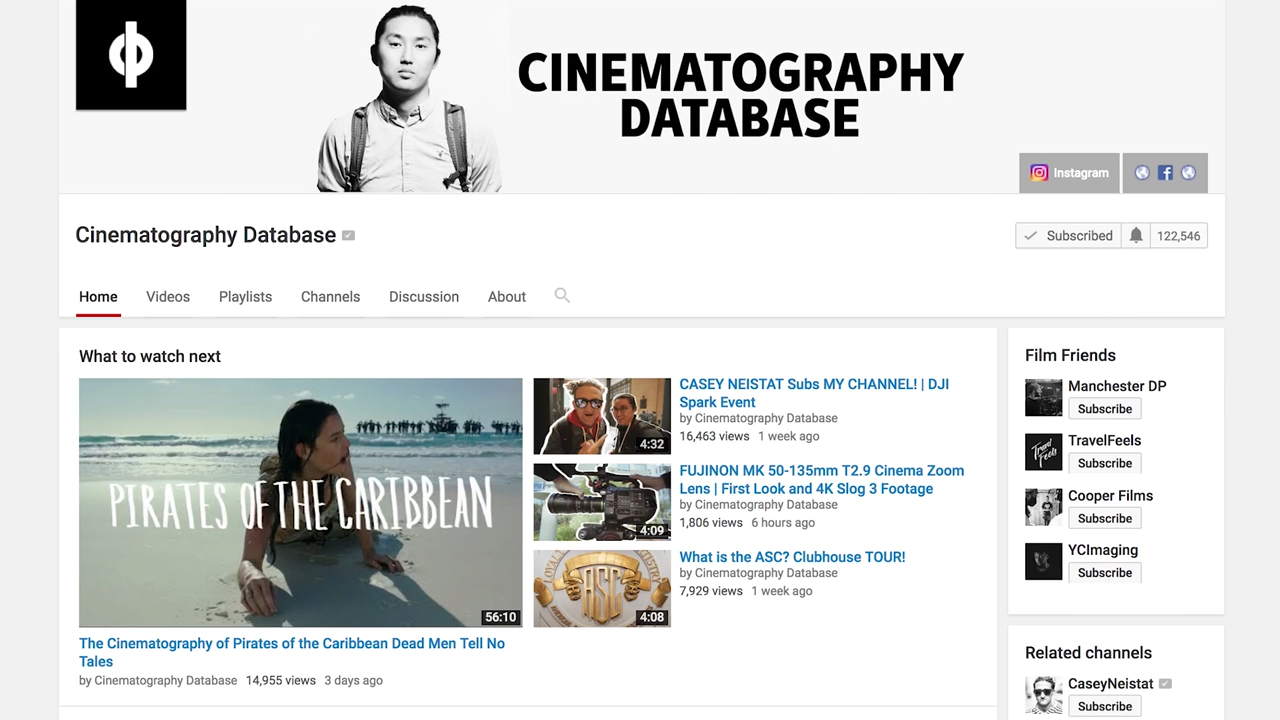 CINEMATOGRAPHY
DATABASE
Instagram
Cinematography Database
Subscribed
122,546
Home
Videos
Playlists
Channels
Discussion
About
What to watch next
PIRATES OF THE CARIBBEAN
56:10
The Cinematography of Pirates of the Caribbean Dead Men Tell No
Tales
by Cinematography Database 14,955 views 3 days ago
4:32
CASEY NEISTAT Subs MY CHANNEL! | DJI
Spark Event
by Cinematography Database
16,463 views 1 week ago
4:09
FUJINON MK 50-135mm T2.9 Cinema Zoom
Lens | First Look and 4K Slog 3 Footage
by Cinematography Database
1,806 views 6 hours ago
ASC
4:08
What is the ASC? Clubhouse TOUR!
by Cinematography Database
7,929 views 1 week ago
Film Friends
Manchester DP
Subscribe
Travel
Feels
TravelFeels
Subscribe
Cooper Films
Subscribe
YCImaging
Subscribe
Related channels
CaseyNeistat
Subscribe